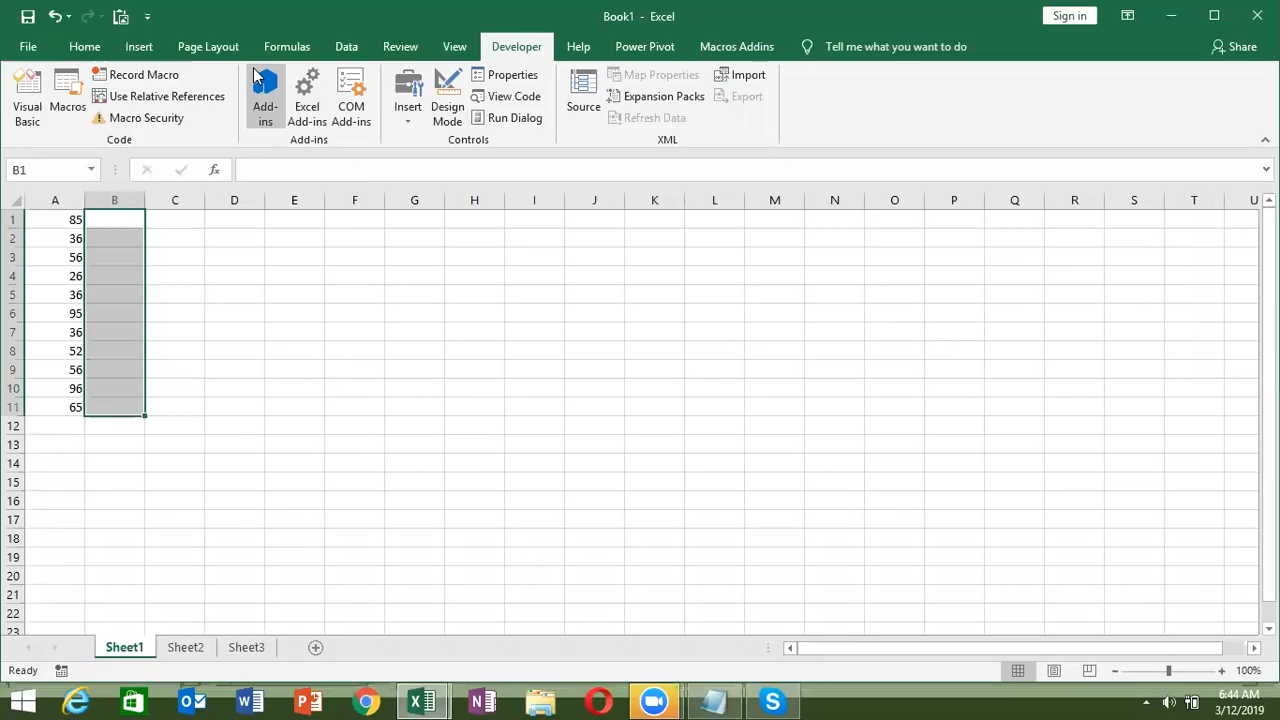 Book1 - Excel
Sign in
File Home Insert Page Layout Formulas Data Review View Developer Help Power Pivot Macros Addins Tell me what you want to do Share
Visual Basic
Macros
Record Macro
Use Relative References
Macro Security
Code
Add-ins
Excel Add-ins
COM Add-ins
Add-ins
Insert
Design Mode
Properties
View Code
Run Dialog
Controls
Source
Map Properties
Expansion Packs
Refresh Data
Import
Export
XML
B1
fx
A B C D E F G H I J K L M N O P Q R S T U
1 85
2 36
3 56
4 26
5 36
6 95
7 36
8 52
9 56
10 96
11 65
12
13
14
15
16
17
18
19
20
21
22
23
Sheet1 Sheet2 Sheet3
Ready
100%
6:44 AM
3/12/2019